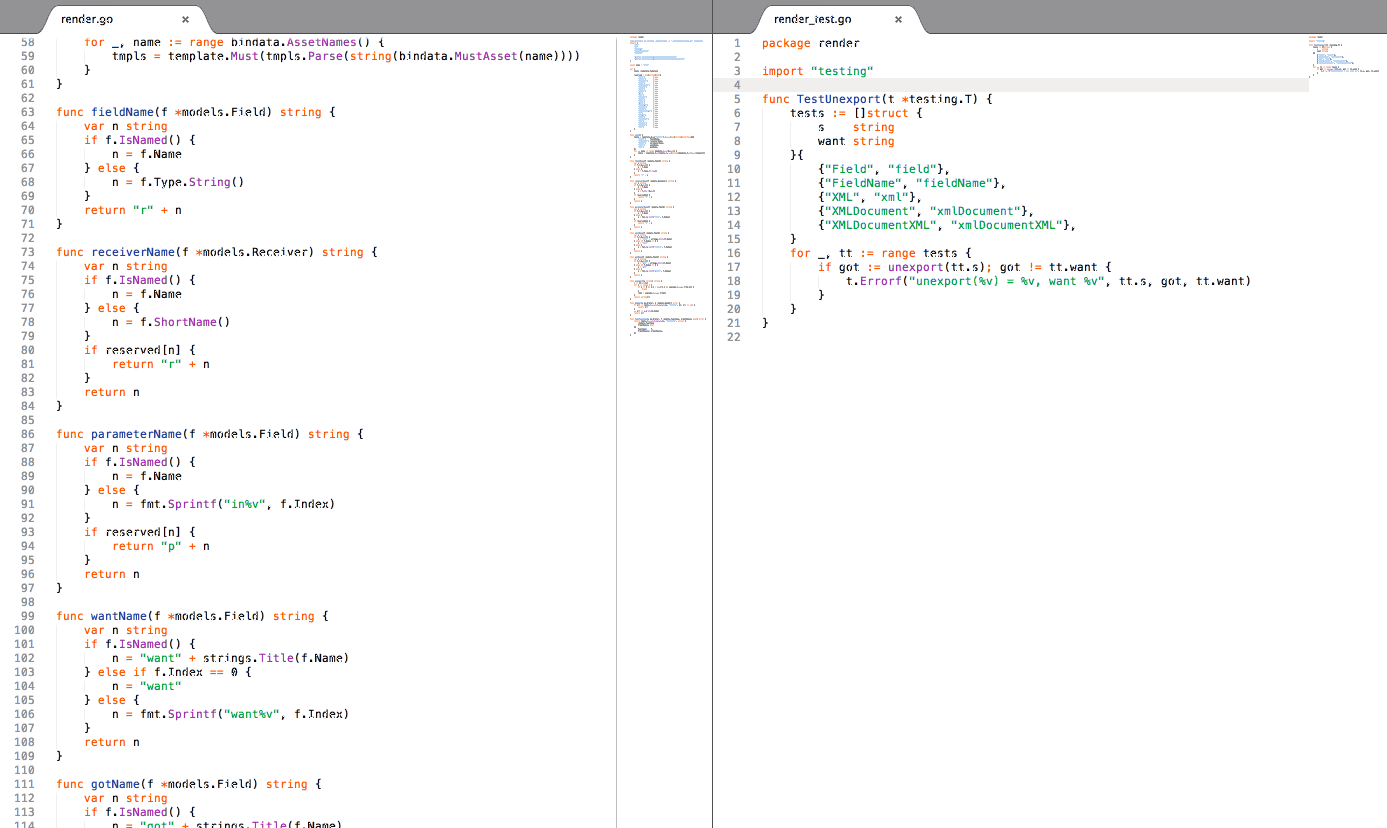 render.go ×
58     for _, name := range bindata.AssetNames() {
59         tmpls = template.Must(tmpls.Parse(string(bindata.MustAsset(name))))
60     }
61 }
62
63 func fieldName(f *models.Field) string {
64     var n string
65     if f.IsNamed() {
66         n = f.Name
67     } else {
68         n = f.Type.String()
69     }
70     return "r" + n
71 }
72
73 func receiverName(f *models.Receiver) string {
74     var n string
75     if f.IsNamed() {
76         n = f.Name
77     } else {
78         n = f.ShortName()
79     }
80     if reserved[n] {
81         return "r" + n
82     }
83     return n
84 }
85
86 func parameterName(f *models.Field) string {
87     var n string
88     if f.IsNamed() {
89         n = f.Name
90     } else {
91         n = fmt.Sprintf("in%v", f.Index)
92     }
93     if reserved[n] {
94         return "p" + n
95     }
96     return n
97 }
98
99 func wantName(f *models.Field) string {
100     var n string
101     if f.IsNamed() {
102         n = "want" + strings.Title(f.Name)
103     } else if f.Index == 0 {
104         n = "want"
105     } else {
106         n = fmt.Sprintf("want%v", f.Index)
107     }
108     return n
109 }
110
111 func gotName(f *models.Field) string {
112     var n string
113     if f.IsNamed() {
114         n = "got" + strings.Title(f.Name)
render_test.go ×
1 package render
2
3 import "testing"
4
5 func TestUnexport(t *testing.T) {
6     tests := []struct {
7         s    string
8         want string
9     }{
10         {"Field", "field"},
11         {"FieldName", "fieldName"},
12         {"XML", "xml"},
13         {"XMLDocument", "xmlDocument"},
14         {"XMLDocumentXML", "xmlDocumentXML"},
15     }
16     for _, tt := range tests {
17         if got := unexport(tt.s); got != tt.want {
18             t.Errorf("unexport(%v) = %v, want %v", tt.s, got, tt.want)
19         }
20     }
21 }
22